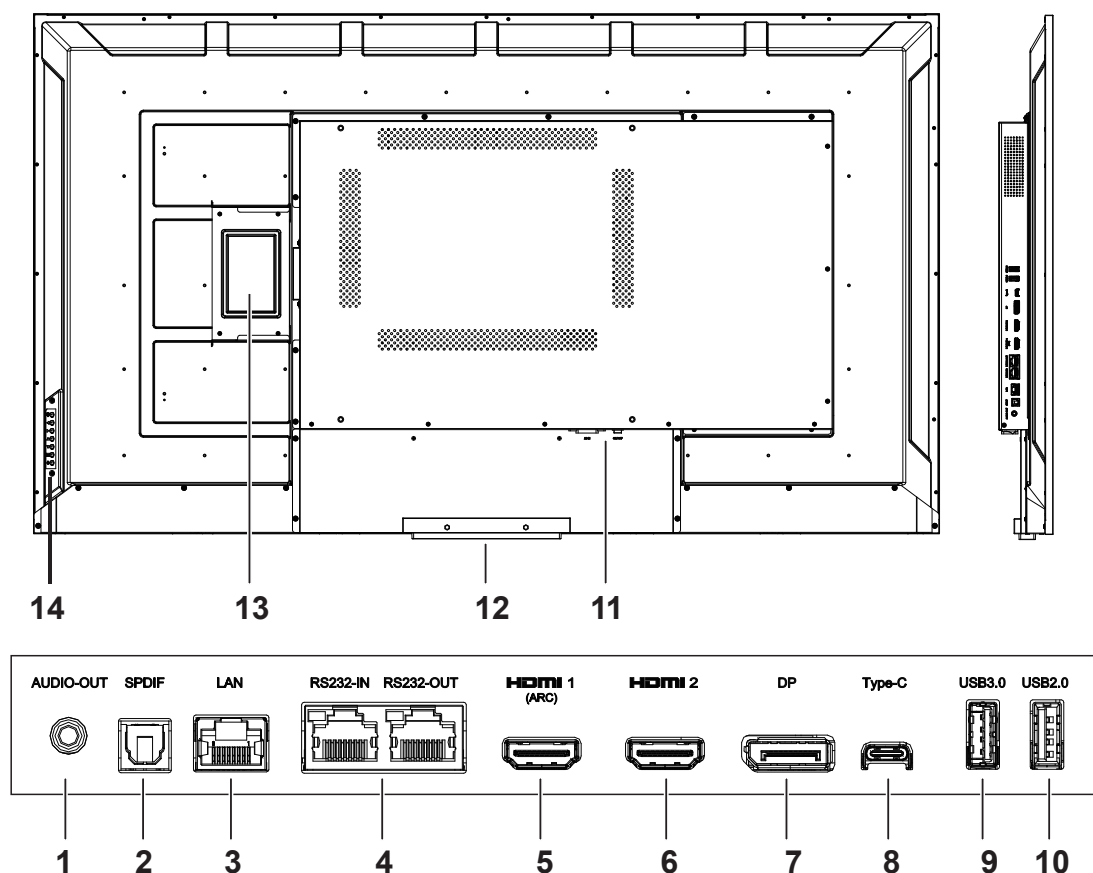 14 13 12 11
AUDIO-OUT SPDIF LAN RS232-IN RS232-OUT HDMI 1 HDMI 2 DP Type-C USB3.0 USB2.0
(ARC)
1 2 3 4 5 6 7 8 9 10